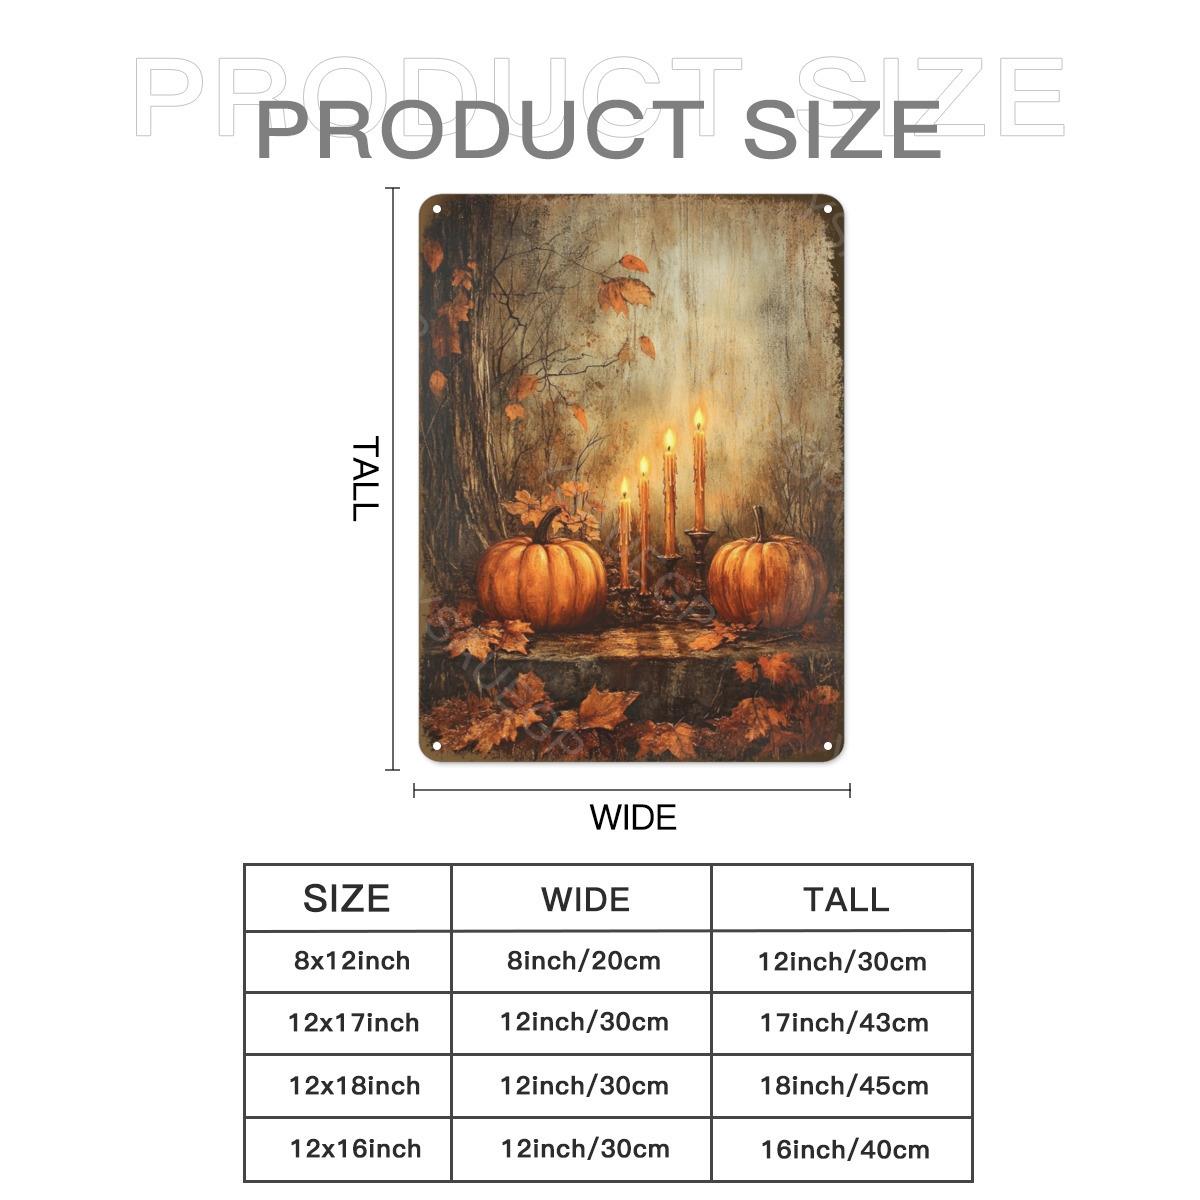 PRODUCT SIZE
PRODUCT SIZE
TALL
WIDE
SIZE WIDE TALL
8x12inch 8inch/20cm 12inch/30cm
12x17inch 12inch/30cm 17inch/43cm
12x18inch 12inch/30cm 18inch/45cm
12x16inch 12inch/30cm 16inch/40cm